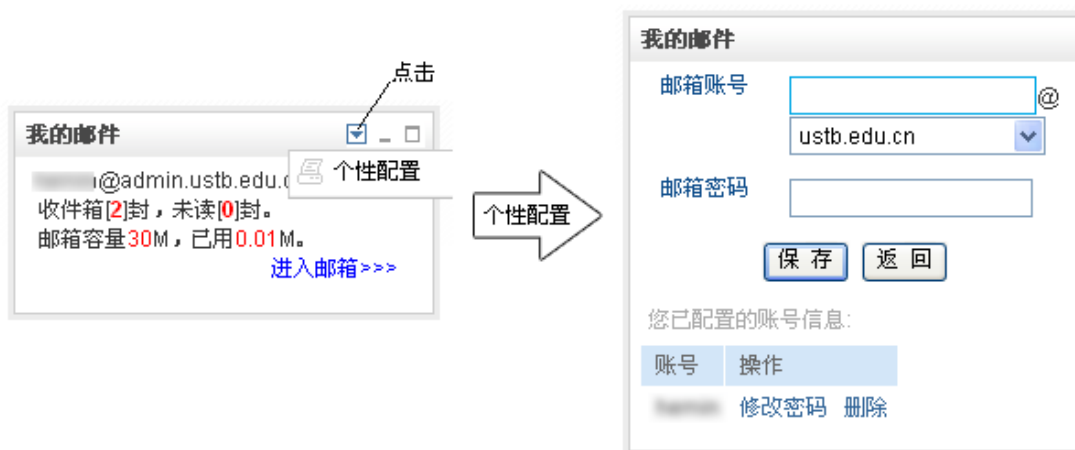 点击
我的邮件
个性配置
@admin.ustb.edu.
收件箱[2]封，未读[0]封。
邮箱容量30M，已用0.01M。
进入邮箱>>>
个性配置
我的邮件
邮箱账号
@
ustb.edu.cn
邮箱密码
保 存 返 回
您已配置的账号信息:
账号 操作
修改密码 删除